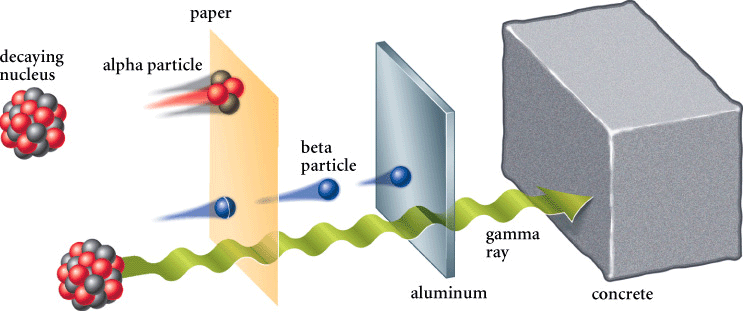 paper
decaying
nucleus
alpha particle
beta
particle
gamma
ray
aluminum
concrete